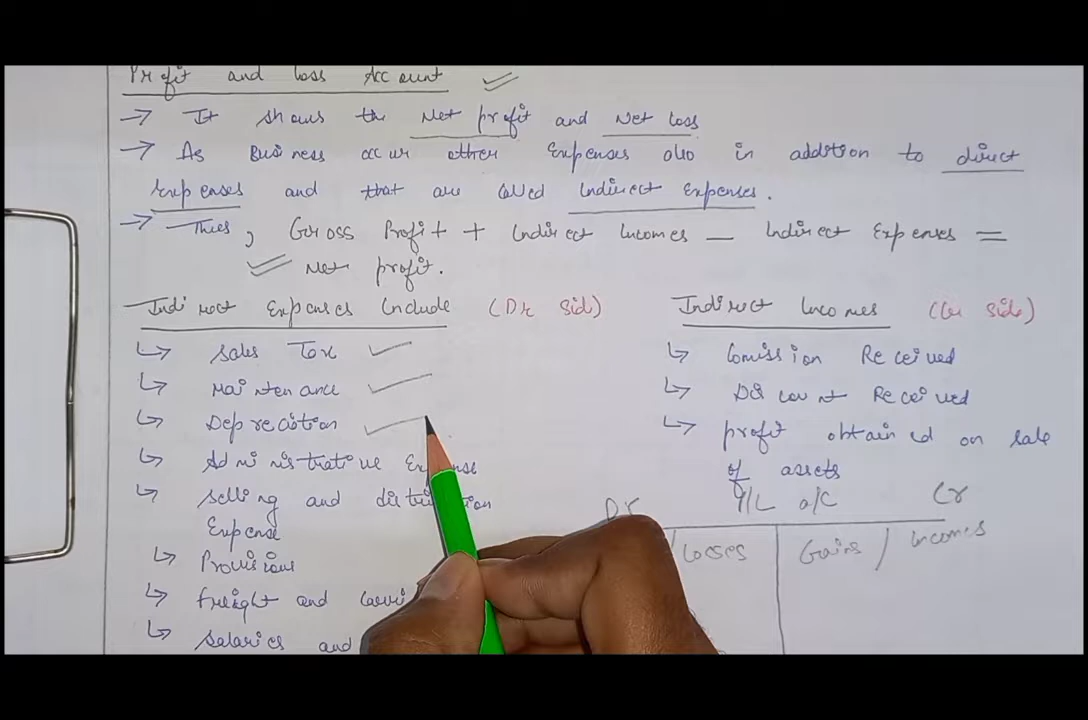 Profit and loss Account
→ It shows the Net profit and Net loss
→ As Business occur other Expenses also in addition to direct
Expenses and that are called Indirect Expenses.
→ Thus, Gross Profit + Indirect Incomes - Indirect Expenses =
Net profit.
Indirect Expenses Include (Dr Side)
↳ Sales Tax
↳ Maintenance
↳ Depreciation
↳ Administrative Expense
↳ Selling and
Expense
↳ Provisions
↳ freight and
↳ Salaries and
Indirect Incomes (Cr Side)
↳ Comission Received
↳ Discount Received
↳ profit obtained on sale
of assets
Dr P/L a/c Cr
/ Losses Gains / Incomes